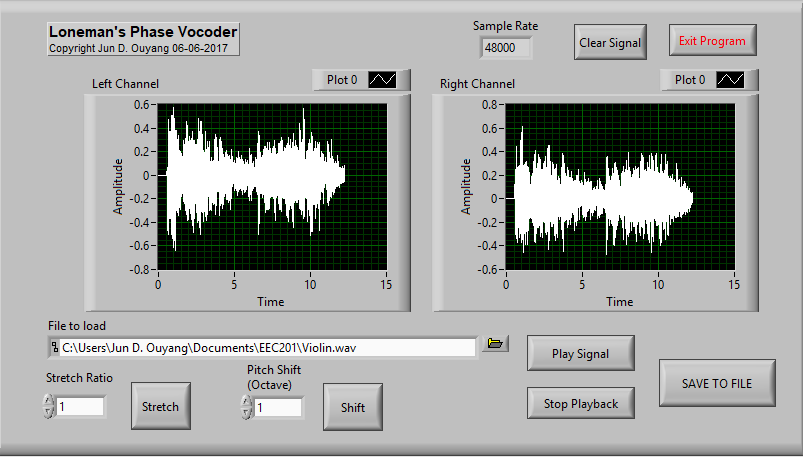 Loneman's Phase Vocoder
Copyright Jun D. Ouyang 06-06-2017
Sample Rate
48000
Clear Signal
Exit Program
Left Channel
Plot 0
Right Channel
Plot 0
Amplitude
0.6
0.4
0.2
0
-0.2
-0.4
-0.6
-0.8
0
5
10
15
Time
Amplitude
0.8
0.6
0.4
0.2
0
-0.2
-0.4
-0.6
0
5
10
15
Time
File to load
C:\Users\Jun D. Ouyang\Documents\EEC201\Violin.wav
Play Signal
Stretch Ratio
1
Stretch
Pitch Shift
(Octave)
1
Shift
Stop Playback
SAVE TO FILE